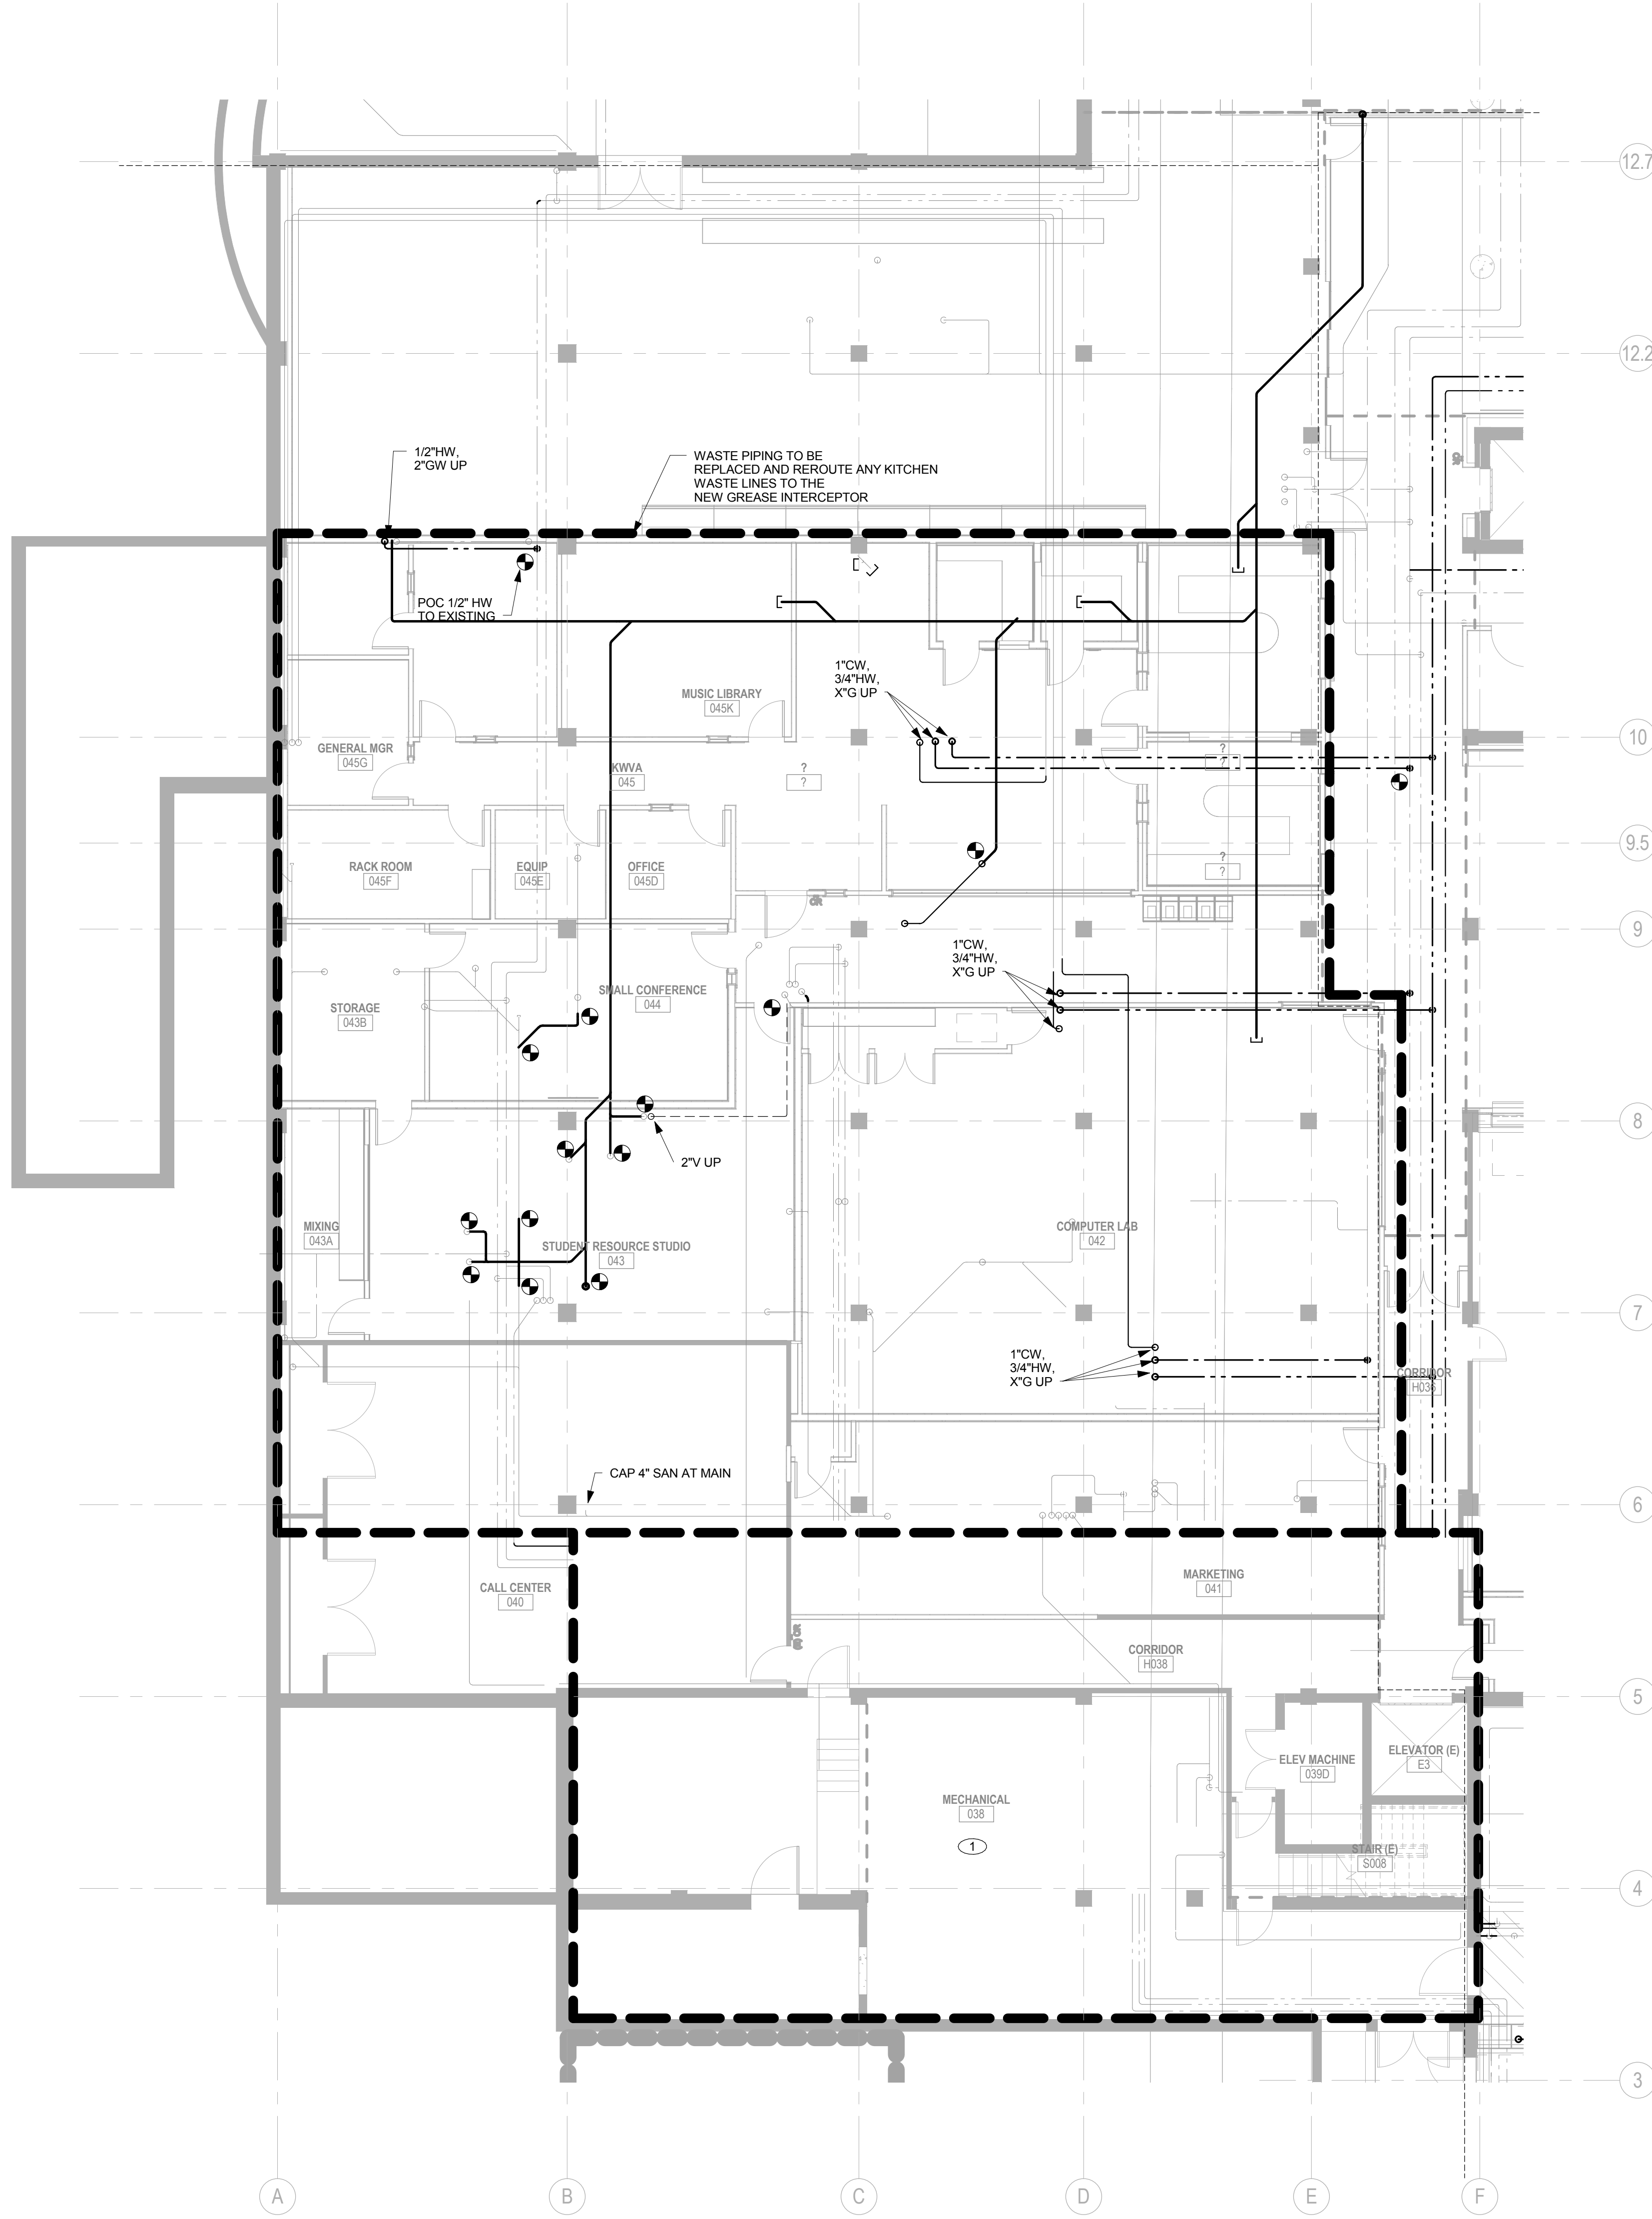 12.7
12.2
1/2"HW,
2"GW UP
WASTE PIPING TO BE
REPLACED AND REROUTE ANY KITCHEN
WASTE LINES TO THE
NEW GREASE INTERCEPTOR
POC 1/2" HW
TO EXISTING
1"CW,
3/4"HW,
X"G UP
MUSIC LIBRARY
045K
GENERAL MGR
045G
KWVA
045
?
?
?
?
10
RACK ROOM
045F
EQUIP
045E
OFFICE
045D
?
?
9.5
9
1"CW,
3/4"HW,
X"G UP
STORAGE
043B
SMALL CONFERENCE
044
8
2"V UP
MIXING
043A
STUDENT RESOURCE STUDIO
043
COMPUTER LAB
042
7
1"CW,
3/4"HW,
X"G UP
CORRIDOR
H036
CAP 4" SAN AT MAIN
6
CALL CENTER
040
MARKETING
041
CORRIDOR
H038
5
ELEV MACHINE
039D
ELEVATOR (E)
E3
MECHANICAL
038
1
STAIR (E)
S008
4
3
A
B
C
D
E
F